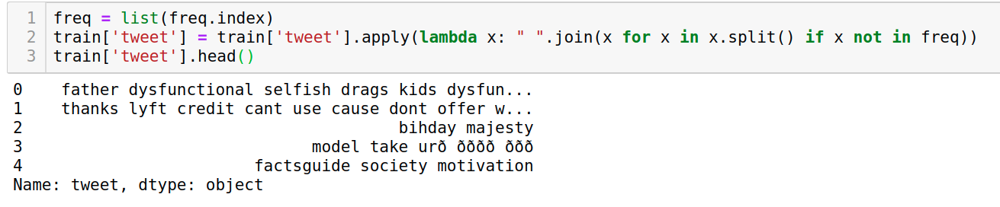 1 freq = list(freq.index)
2 train['tweet'] = train['tweet'].apply(lambda x: " ".join(x for x in x.split() if x not in freq))
3 train['tweet'].head()
0 father dysfunctional selfish drags kids dysfun...
1 thanks lyft credit cant use cause dont offer w...
2 bihday majesty
3 model take urð ðððð ððð
4 factsguide society motivation
Name: tweet, dtype: object